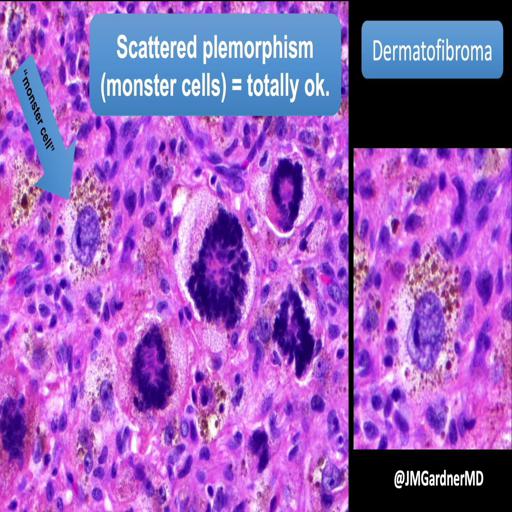 Scattered plemorphism
(monster cells) = totally ok.
Dermatofibroma
"monster cell"
@JMGardnerMD